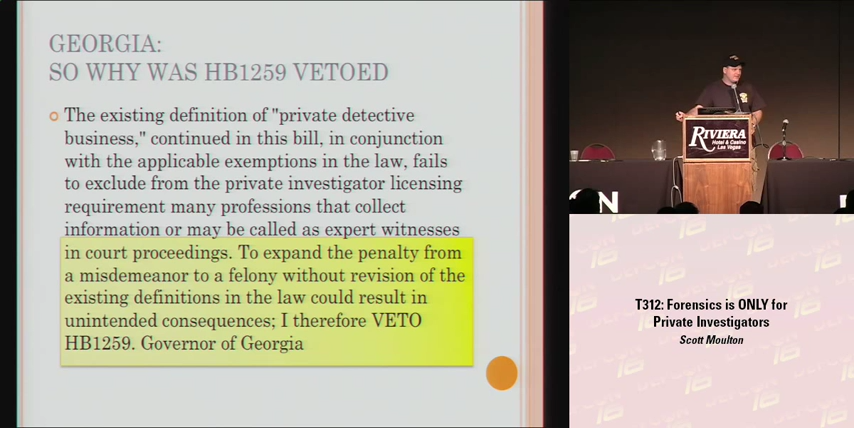 GEORGIA:
SO WHY WAS HB1259 VETOED
The existing definition of "private detective
business," continued in this bill, in conjunction
with the applicable exemptions in the law, fails
to exclude from the private investigator licensing
requirement many professions that collect
information or may be called as expert witnesses
in court proceedings. To expand the penalty from
a misdemeanor to a felony without revision of the
existing definitions in the law could result in
unintended consequences; I therefore VETO
HB1259. Governor of Georgia
RIVIERA
Hotel & Casino
Las Vegas
ON
T312: Forensics is ONLY for
Private Investigators
Scott Moulton